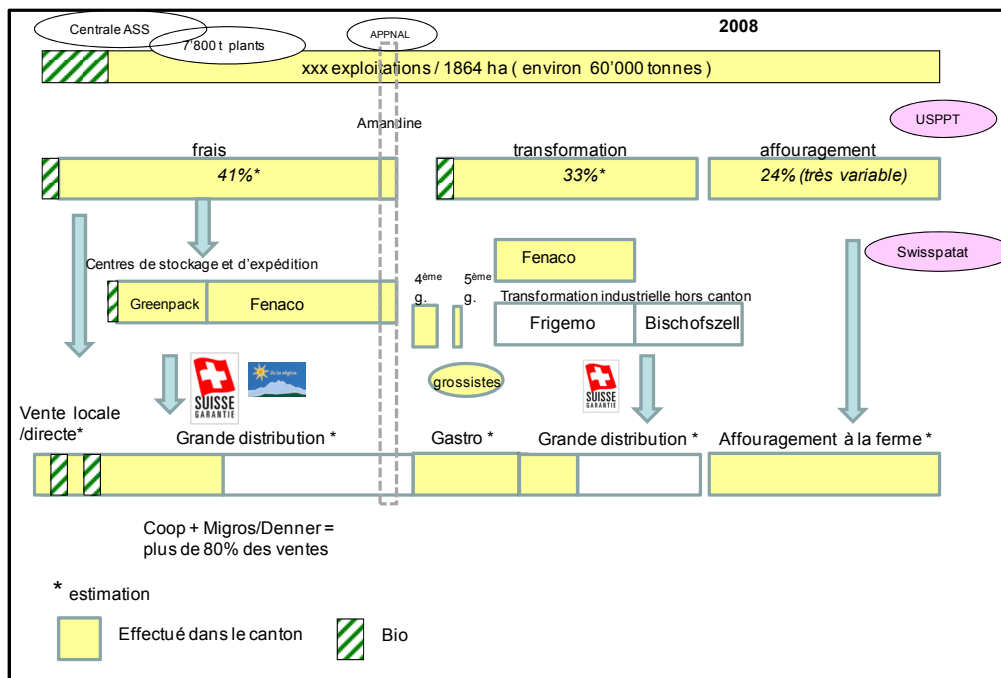 2008
Centrale ASS
7'800 t plants
APPNAL
xxx exploitations / 1864 ha ( environ 60'000 tonnes )
Amandine
USPPT
frais
transformation
affouragement
41%*
33%*
24% (très variable)
Swisspatat
Centres de stockage et d'expédition
Greenpack
Fenaco
4ème
g.
5ème
g.
Fenaco
Transformation industrielle hors canton
Frigemo
Bischofszell
SUISSE
GARANTIE
de la région
grossistes
SUISSE
GARANTIE
Vente locale
/directe*
Grande distribution *
Gastro *
Grande distribution *
Affouragement à la ferme *
Coop + Migros/Denner =
plus de 80% des ventes
* estimation
Effectué dans le canton
Bio